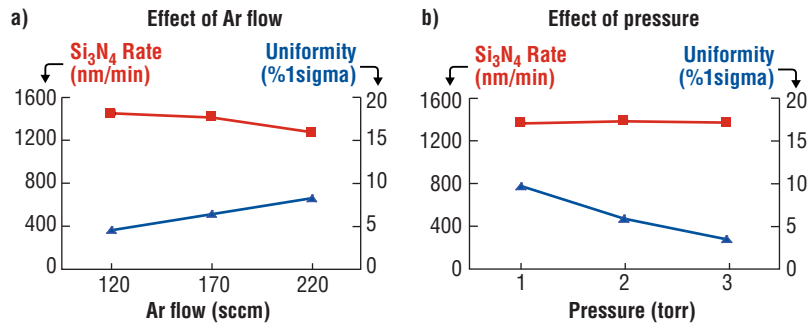 a) Effect of Ar flow
Si₃N₄ Rate
(nm/min)
Uniformity
(%1sigma)
1600
1200
800
400
0
20
15
10
5
0
120 170 220
Ar flow (sccm)
b) Effect of pressure
Si₃N₄ Rate
(nm/min)
Uniformity
(%1sigma)
1600
1200
800
400
0
20
15
10
5
0
1 2 3
Pressure (torr)